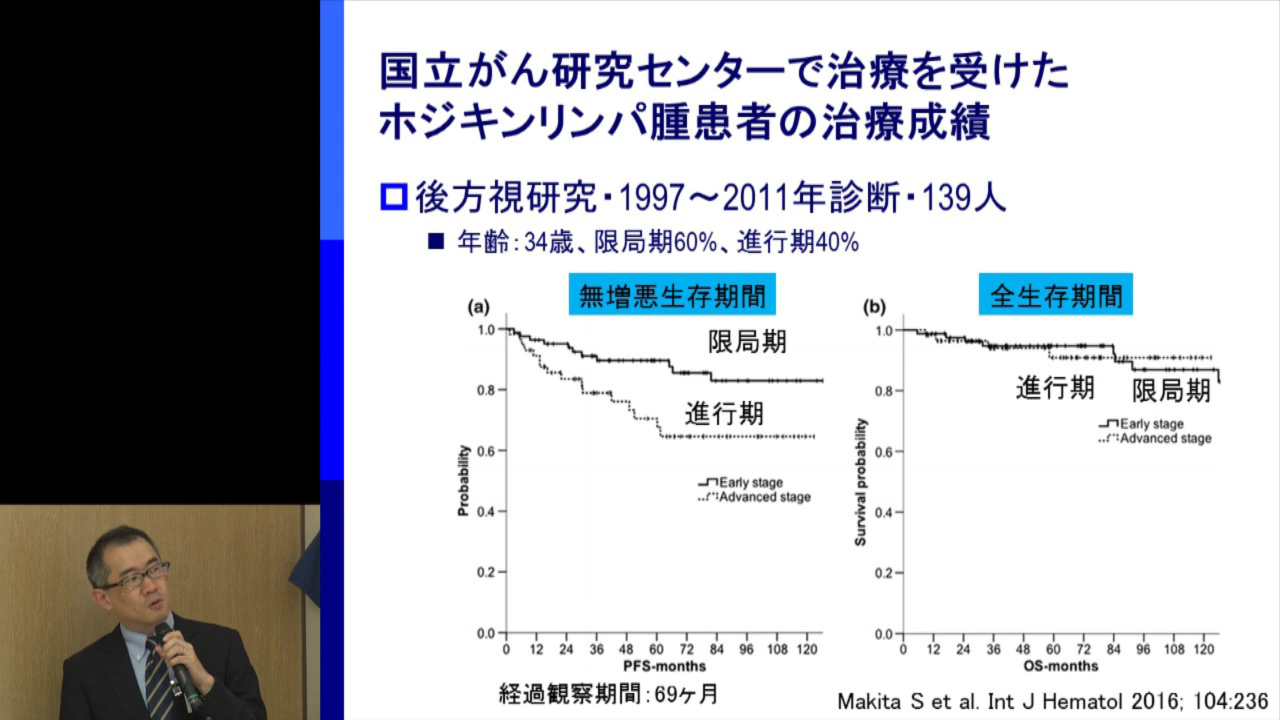 国立がん研究センターで治療を受けた
ホジキンリンパ腫患者の治療成績
後方視研究・1997～2011年診断・139人
年齢：34歳、限局期60%、進行期40%
(a)
無増悪生存期間
限局期
進行期
Early stage
Advanced stage
Probability
1.0
0.8
0.6
0.4
0.2
0.0
0 12 24 36 48 60 72 84 96 108 120
PFS-months
(b)
全生存期間
進行期
限局期
Early stage
Advanced stage
Survival probability
1.0
0.8
0.6
0.4
0.2
0.0
0 12 24 36 48 60 72 84 96 108 120
OS-months
経過観察期間：69ヶ月
Makita S et al. Int J Hematol 2016; 104:236